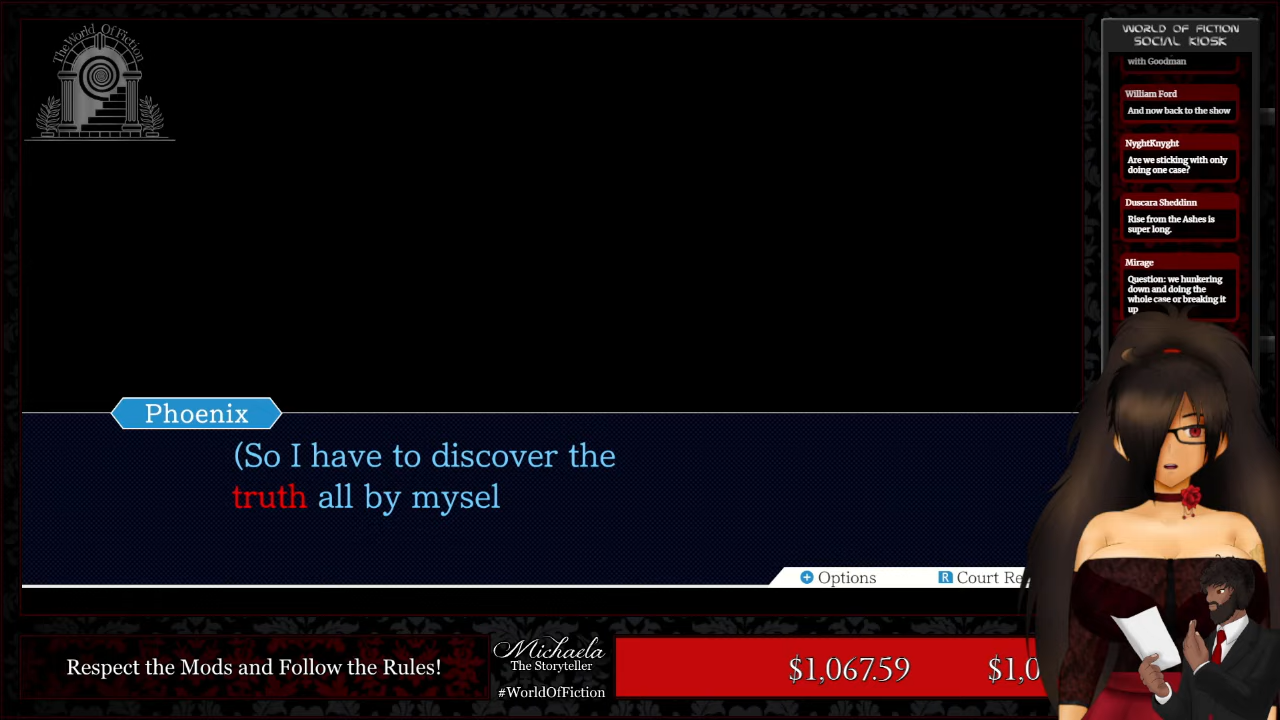 The World Of Fiction
WORLD OF FICTION
SOCIAL KIOSK
with Goodman
William Ford
And now back to the show
NyghtKnyght
Are we sticking with only
doing one case?
Duscara Sheddinn
Rise from the Ashes is
super long.
Mirage
Question: we hunkering
down and doing the
whole case or breaking it
up
Phoenix
(So I have to discover the
truth all by mysel
+ Options
R Court Re
Respect the Mods and Follow the Rules!
Michaela
The Storyteller
#WorldOfFiction
$1,067.59
$1,0